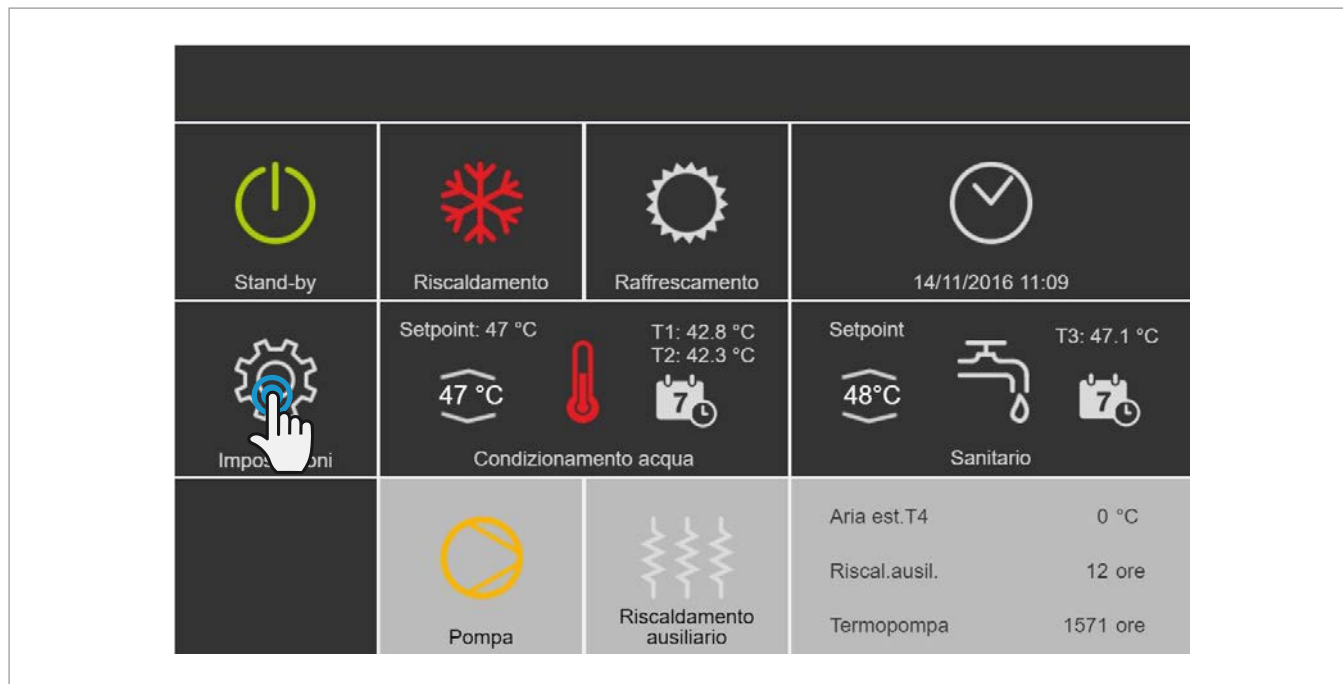 Stand-by
Riscaldamento
Raffrescamento
14/11/2016 11:09
Setpoint: 47 °C
T1: 42.8 °C
T2: 42.3 °C
47 °C
7
Condizionamento acqua
Setpoint
T3: 47.1 °C
48°C
7
Sanitario
Pompa
Riscaldamento
ausiliario
Aria est.T4 0 °C
Riscal.ausil. 12 ore
Termopompa 1571 ore